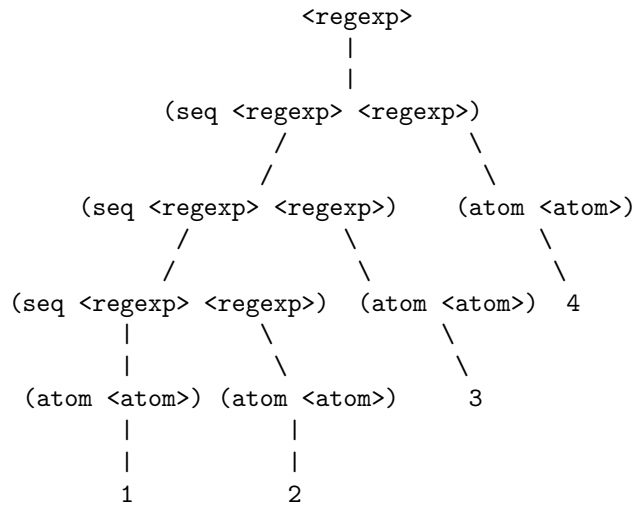 <regexp>
|
|
(seq <regexp> <regexp>)
/ \
/ \
/ \
(seq <regexp> <regexp>) (atom <atom>)
/ \ \
/ \ \
/ \ \
(seq <regexp> <regexp>) (atom <atom>) 4
| \ \
| \ \
(atom <atom>) (atom <atom>) 3
| |
| |
1 2